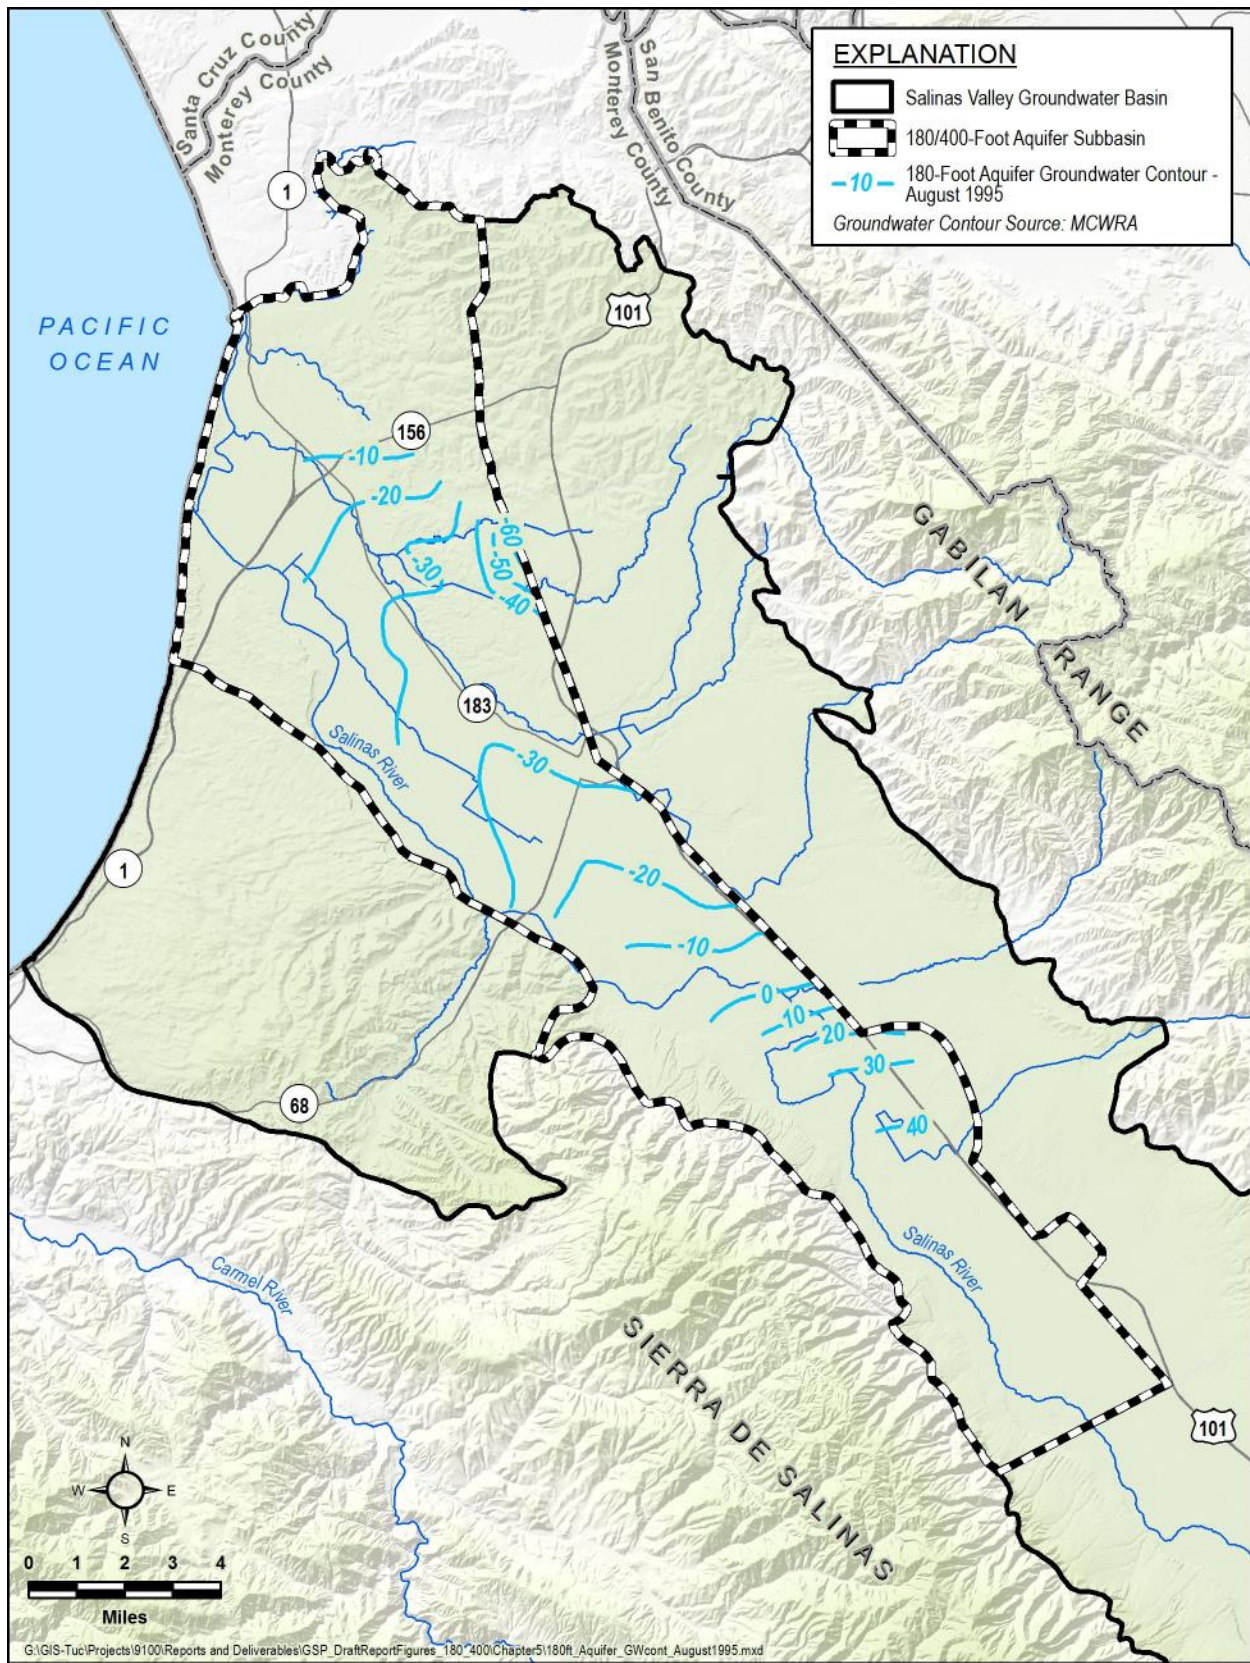 Santa Cruz County
Monterey County
San Benito County
Monterey County
EXPLANATION
Salinas Valley Groundwater Basin
180/400-Foot Aquifer Subbasin
-10
180-Foot Aquifer Groundwater Contour -
August 1995
Groundwater Contour Source: MCWRA
1
101
PACIFIC
OCEAN
156
-10
-20
-60
-50
-30
-40
GABILAN
RANGE
183
Salinas River
-30
1
-20
-10
0
10
20
30
68
40
Salinas River
Carmel River
SIERRA DE SALINAS
101
N
W
E
S
0 1 2 3 4
Miles
G:\GIS-Tuc\Projects\9100\Reports and Deliverables\GSP_DraftReportFigures_180_400\Chapter5\180ft_Aquifer_GWcont_August1995.mxd